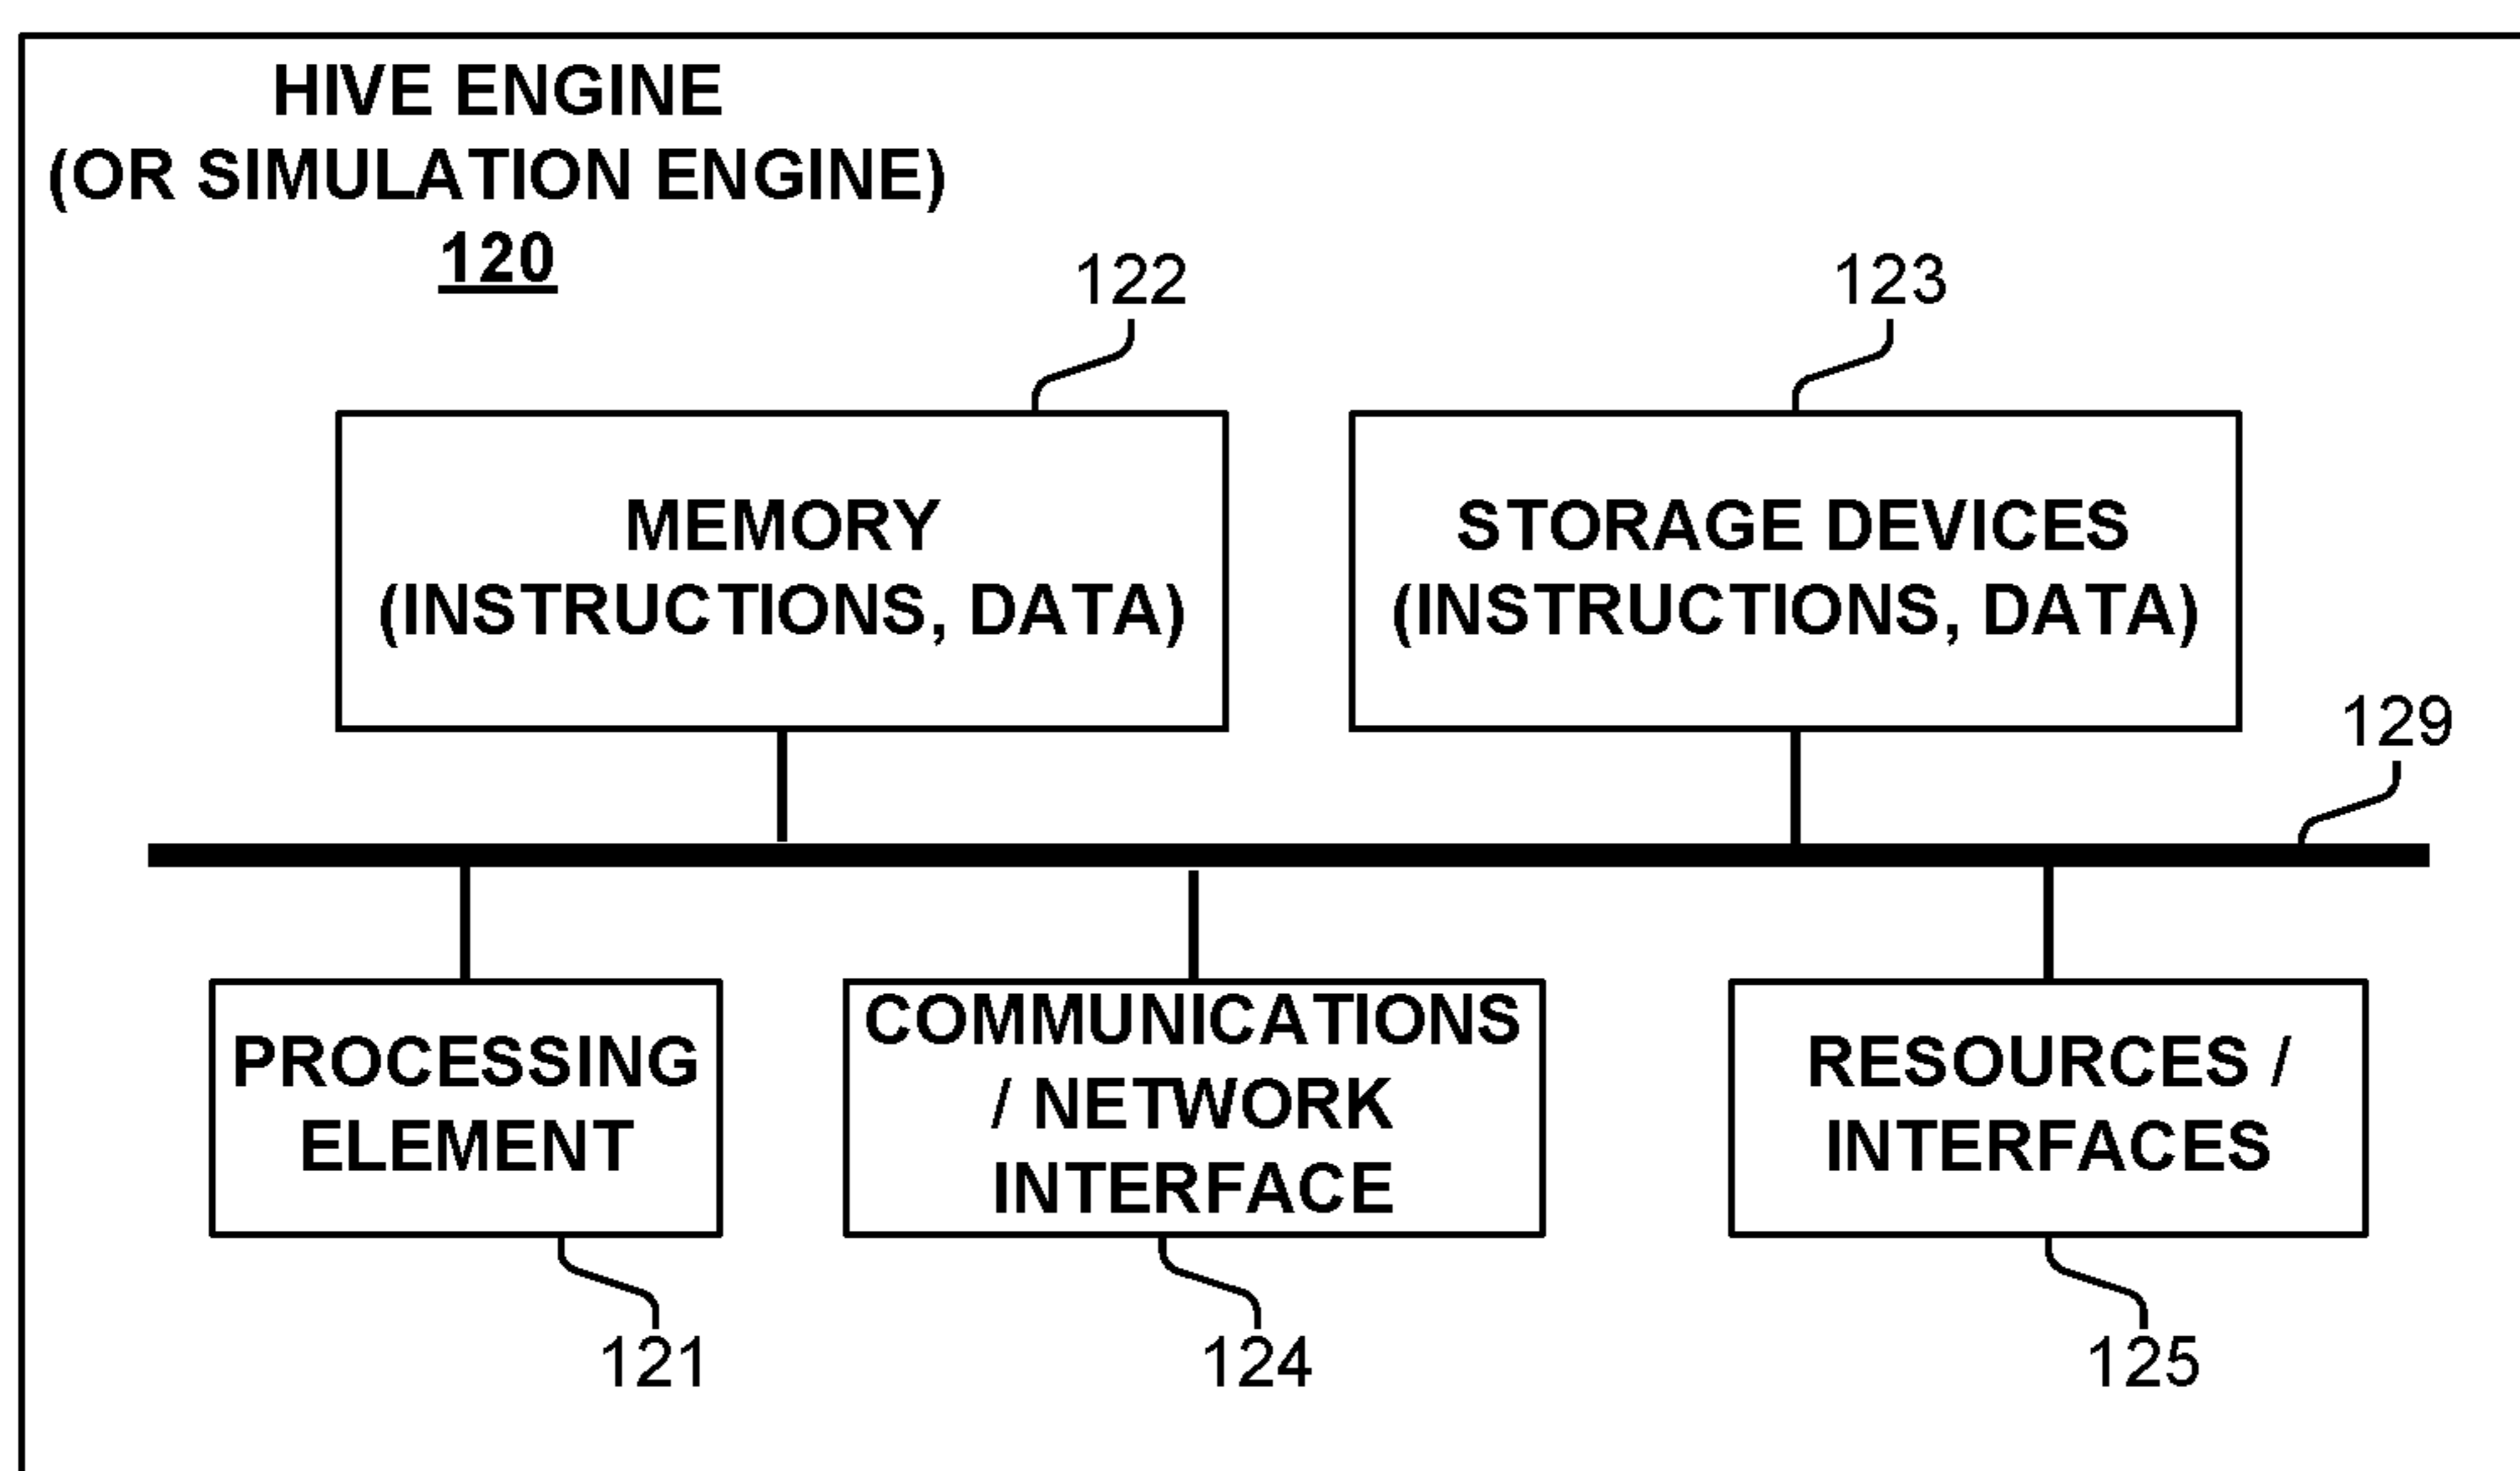 HIVE ENGINE
(OR SIMULATION ENGINE)
120
122
123
MEMORY
(INSTRUCTIONS, DATA)
STORAGE DEVICES
(INSTRUCTIONS, DATA)
129
PROCESSING
ELEMENT
COMMUNICATIONS
/ NETWORK
INTERFACE
RESOURCES /
INTERFACES
121
124
125